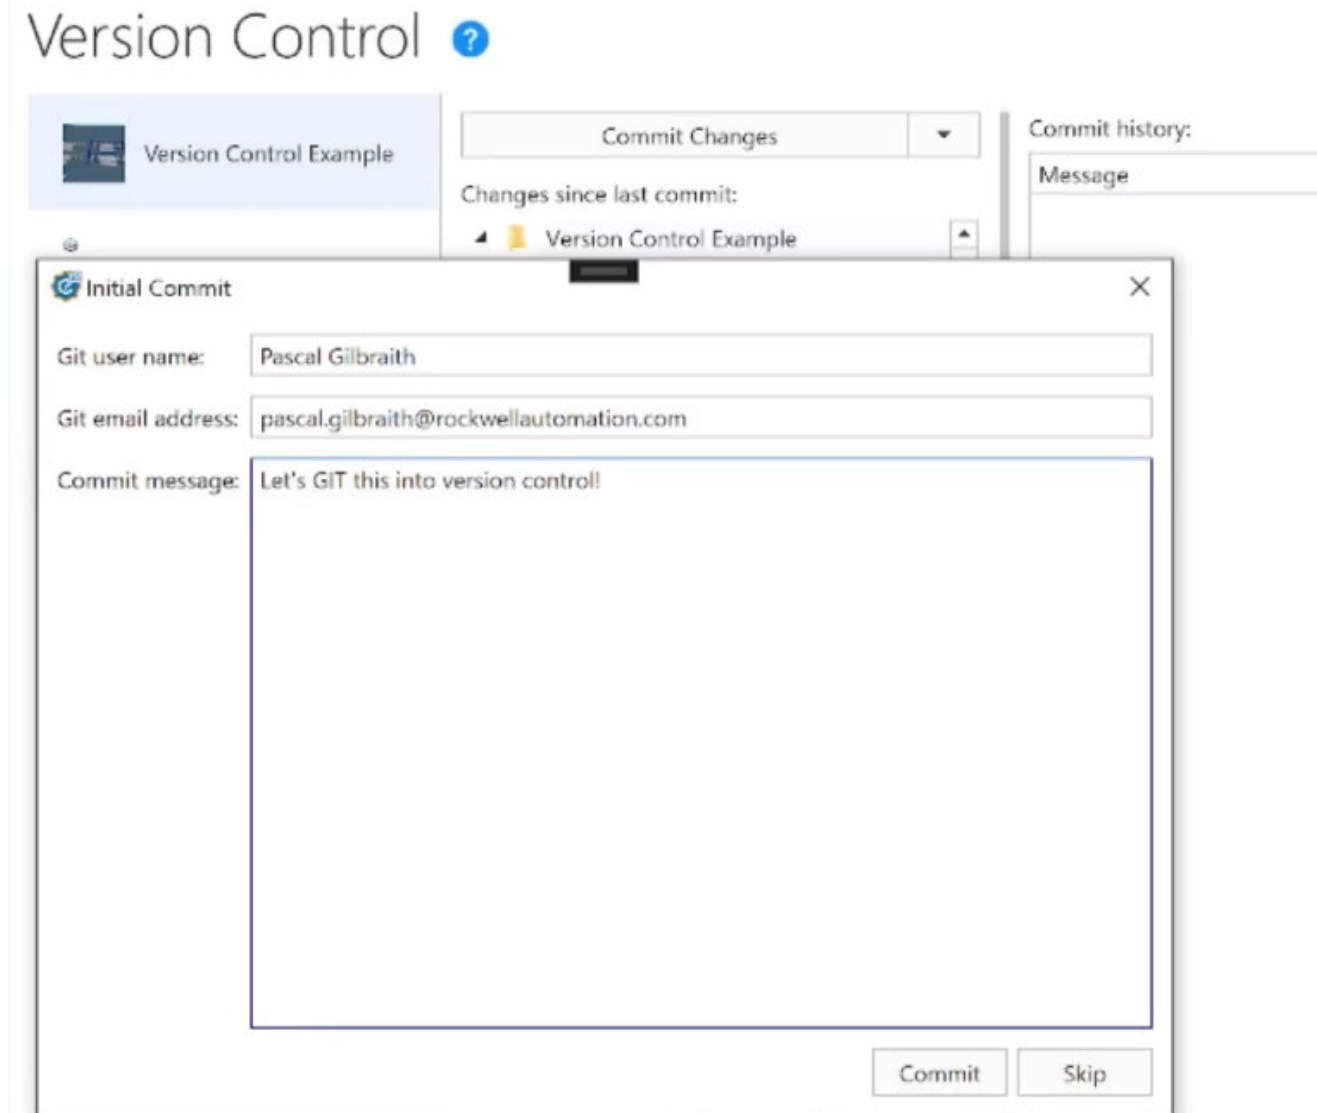 Version Control ?
Version Control Example
Commit Changes
Changes since last commit:
Version Control Example
Commit history:
Message
Initial Commit
Git user name: Pascal Gilbraith
Git email address: pascal.gilbraith@rockwellautomation.com
Commit message: Let's GIT this into version control!
Commit Skip